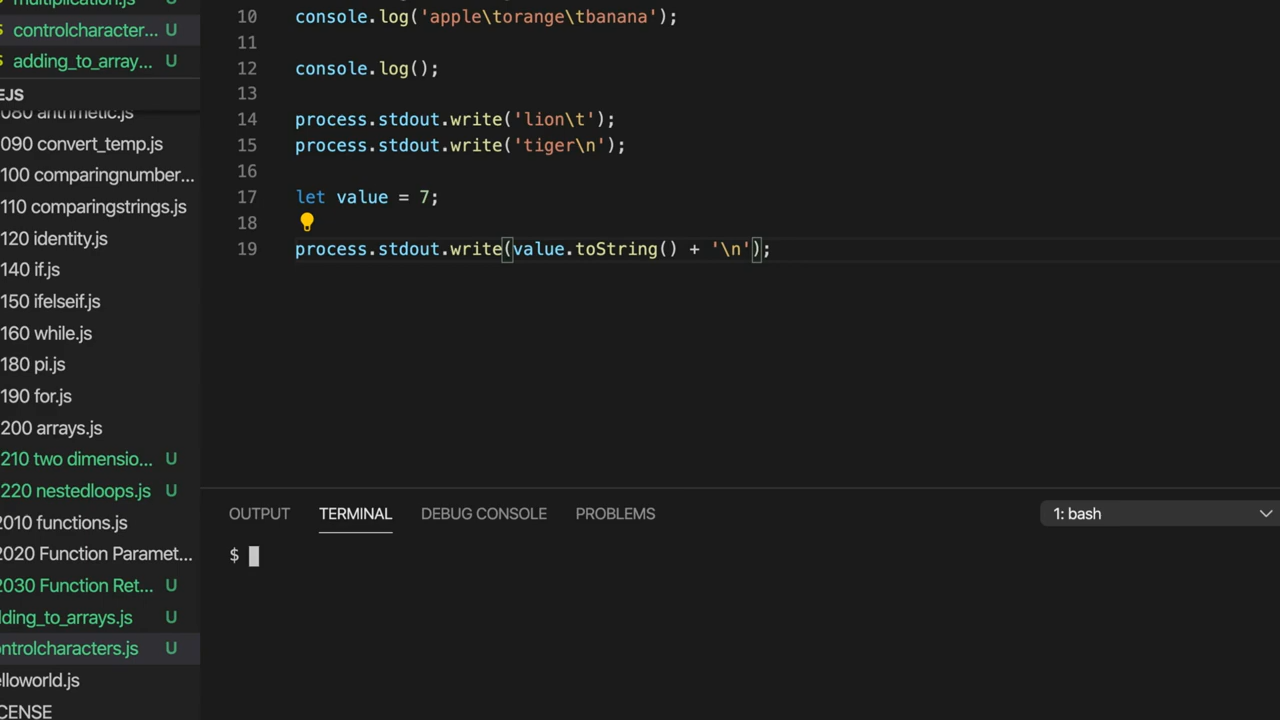 multiplication.js
controlcharacter... U
adding_to_array... U
EJS
080 arithmetic.js
090 convert_temp.js
100 comparingnumber...
110 comparingstrings.js
120 identity.js
140 if.js
150 ifelseif.js
160 while.js
180 pi.js
190 for.js
200 arrays.js
210 two dimensio... U
220 nestedloops.js U
2010 functions.js
2020 Function Paramet...
2030 Function Ret... U
ding_to_arrays.js U
ntrolcharacters.js U
elloworld.js
CENSE
10 console.log('apple\torange\tbanana');
11
12 console.log();
13
14 process.stdout.write('lion\t');
15 process.stdout.write('tiger\n');
16
17 let value = 7;
18
19 process.stdout.write(value.toString() + '\n');
OUTPUT TERMINAL DEBUG CONSOLE PROBLEMS 1: bash
$